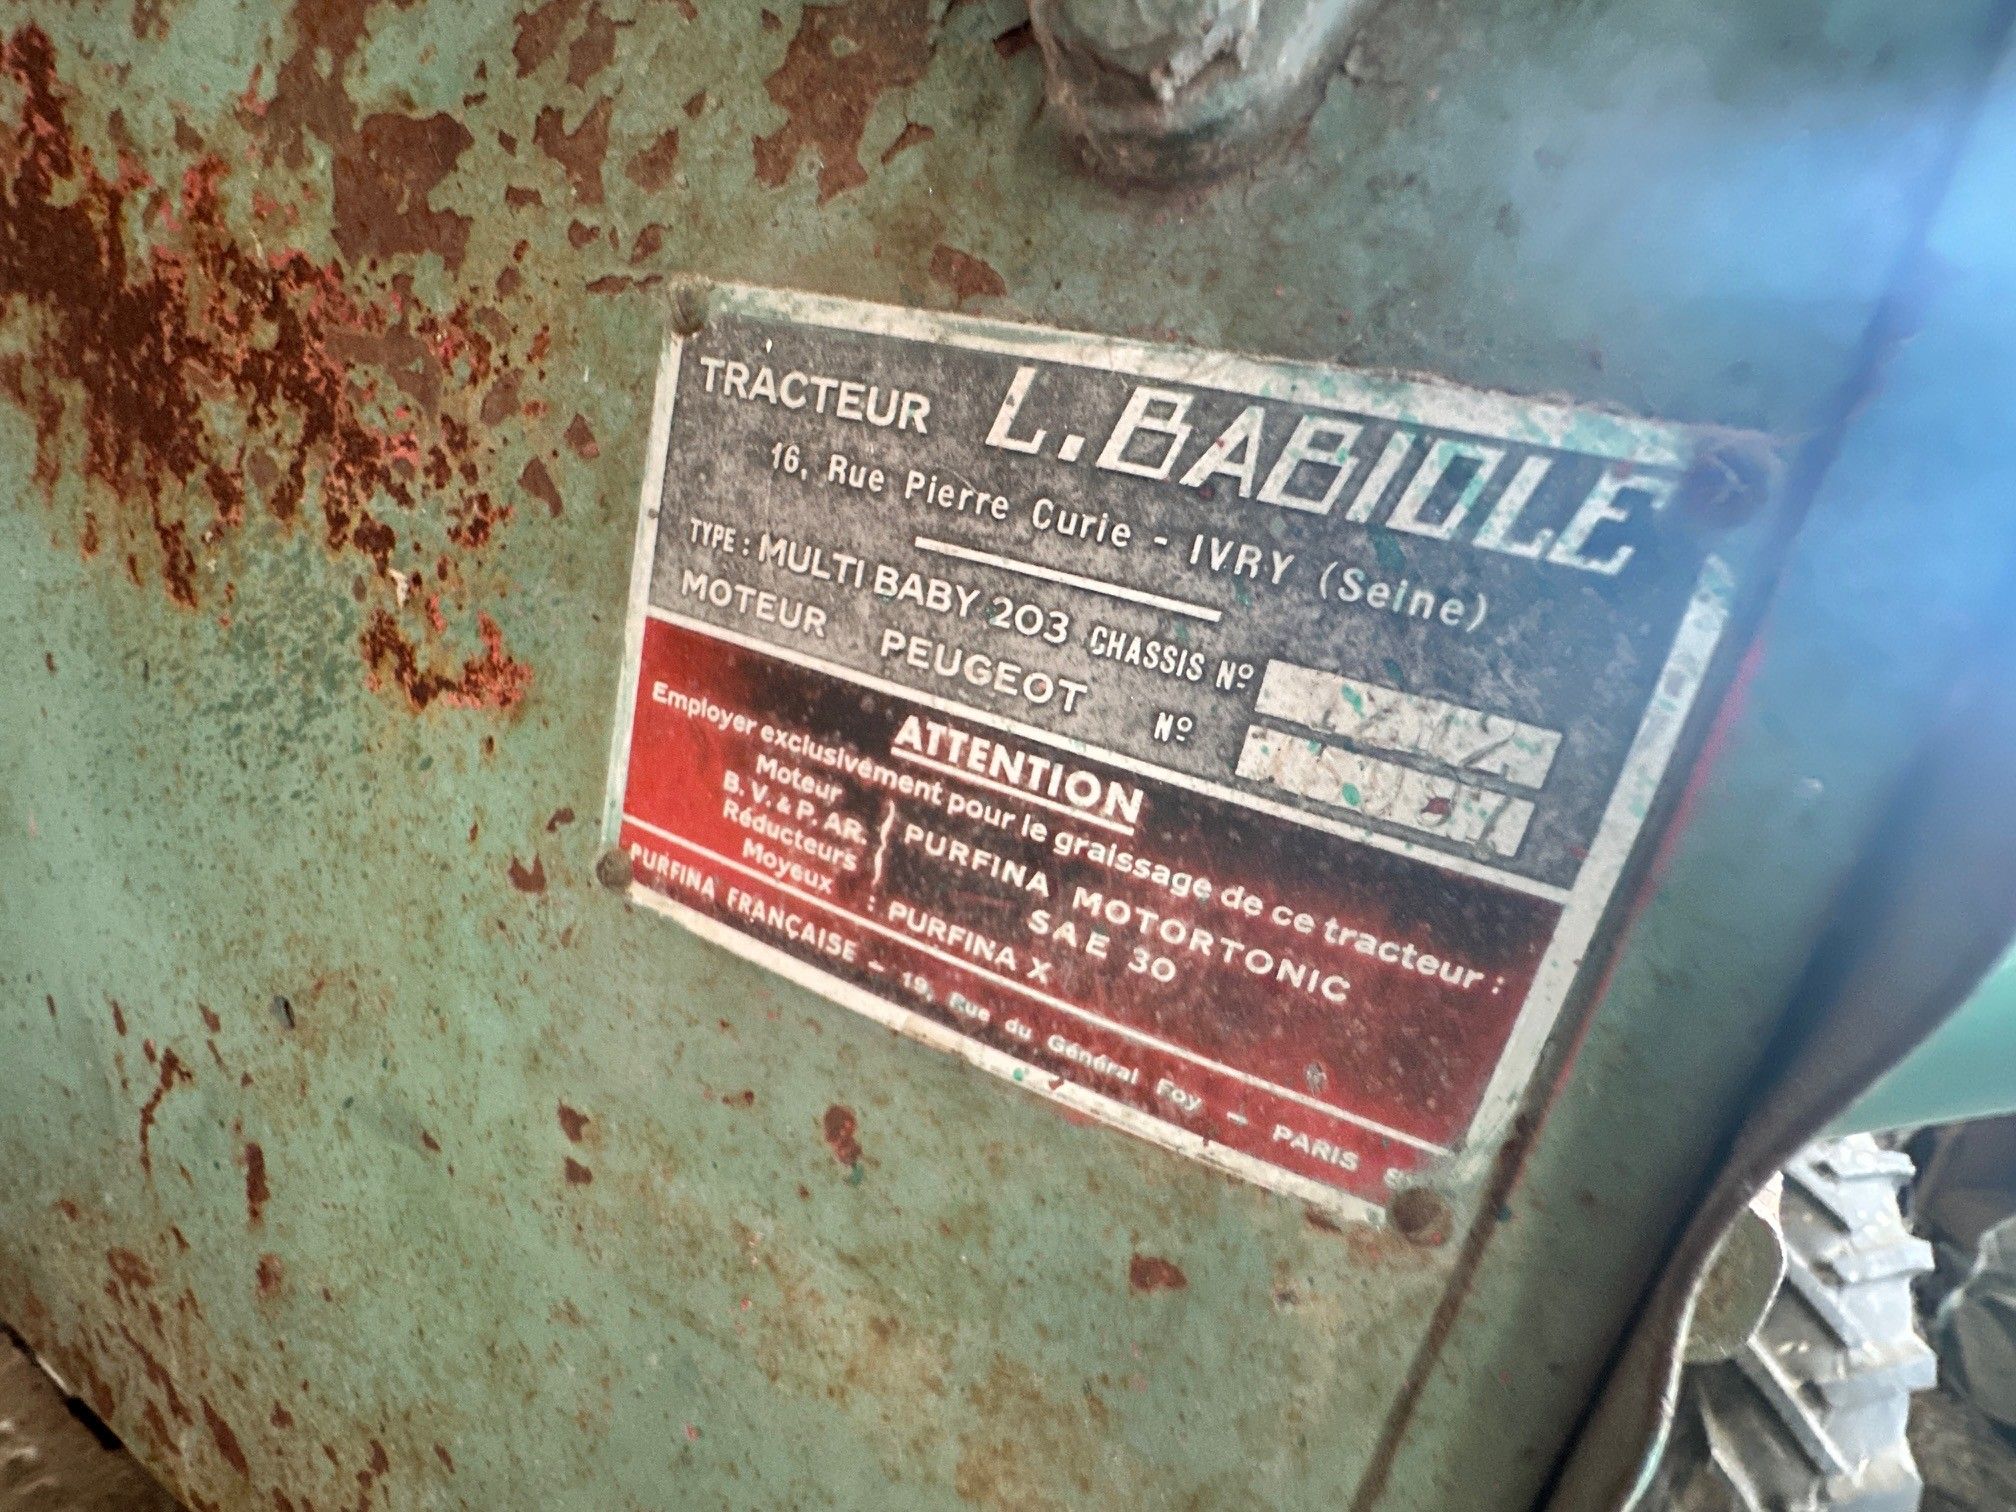 TRACTEUR L.BABIOLE
16, Rue Pierre Curie - IVRY (Seine)
TYPE : MULTI BABY 203 CHASSIS Nº
MOTEUR PEUGEOT Nº
ATTENTION
Employer exclusivement pour le graissage de ce tracteur :
Moteur
B. V. & P. AR.
Réducteurs
PURFINA MOTORTONIC
SAE 30
Moyeux : PURFINA X
PURFINA FRANÇAISE - 19, Rue du Général Foy - PARIS